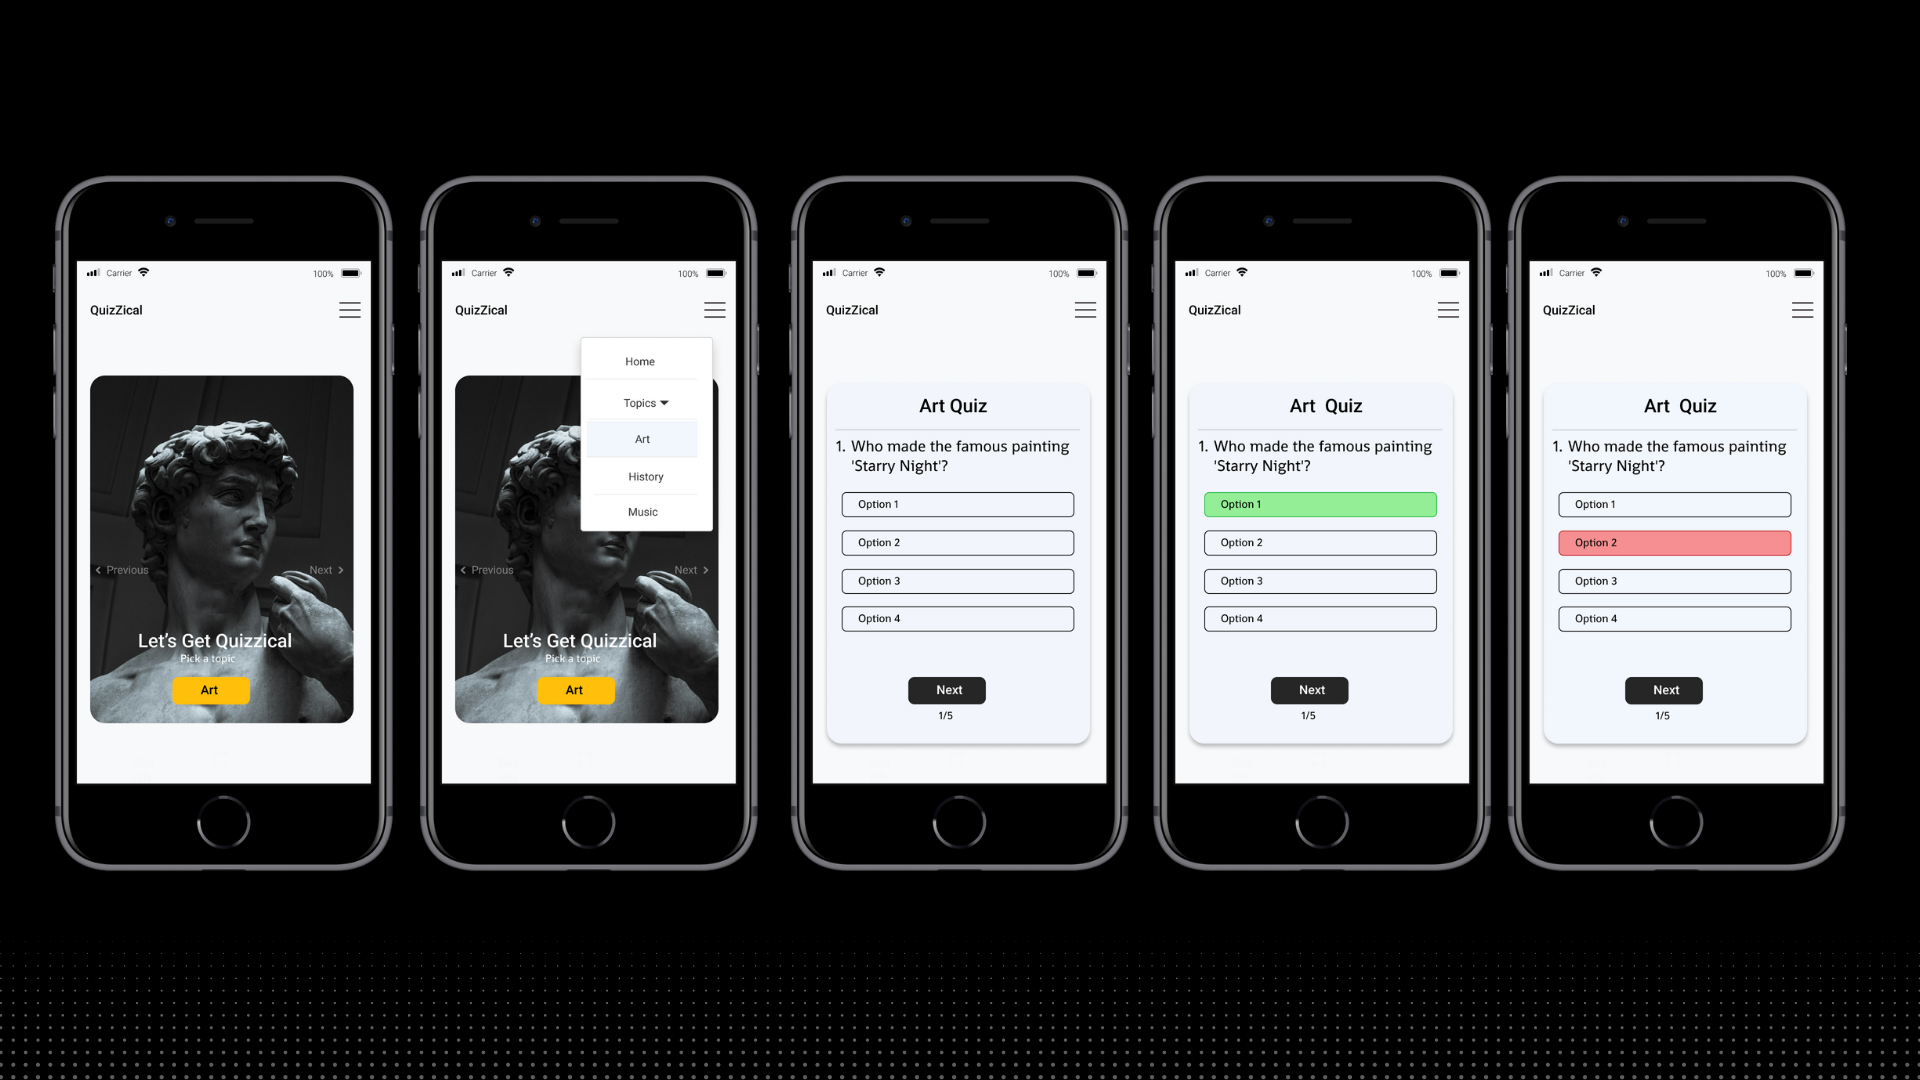 Carrier 100%
QuizZical
Previous Next
Let's Get Quizzical
Pick a topic
Art
Carrier 100%
QuizZical
Home
Topics
Art
History
Music
Previous Next
Let's Get Quizzical
Pick a topic
Art
Carrier 100%
QuizZical
Art Quiz
1. Who made the famous painting
'Starry Night'?
Option 1
Option 2
Option 3
Option 4
Next
1/5
Carrier 100%
QuizZical
Art Quiz
1. Who made the famous painting
'Starry Night'?
Option 1
Option 2
Option 3
Option 4
Next
1/5
Carrier 100%
QuizZical
Art Quiz
1. Who made the famous painting
'Starry Night'?
Option 1
Option 2
Option 3
Option 4
Next
1/5